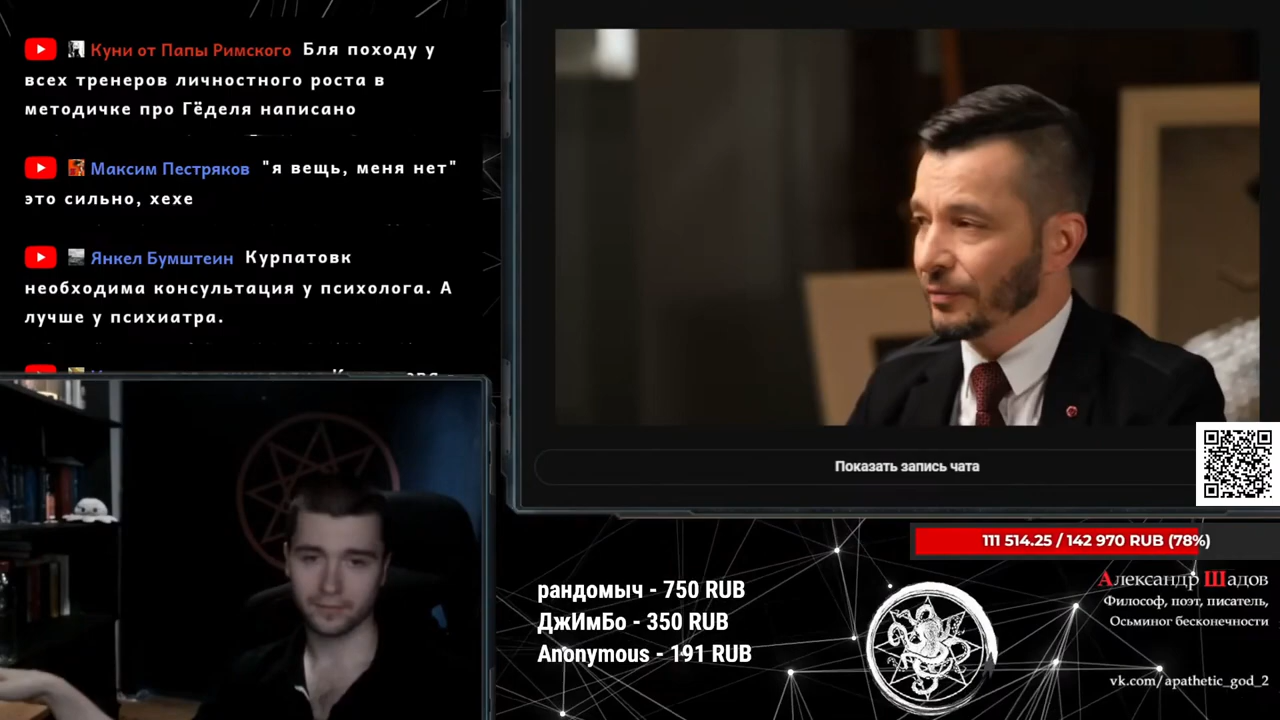 Куни от Папы Римского Бля походу у
всех тренеров личностного роста в
методичке про Гёделя написано
Максим Пестряков "я вещь, меня нет"
это сильно, хехе
Янкел Бумштеин Курпатовк
необходима консультация у психолога. А
лучше у психиатра.
Показать запись чата
111 514.25 / 142 970 RUB (78%)
рандомыч - 750 RUB
ДжИмБо - 350 RUB
Anonymous - 191 RUB
Александр Шадов
Философ, поэт, писатель,
Осьминог бесконечности
vk.com/apathetic_god_2